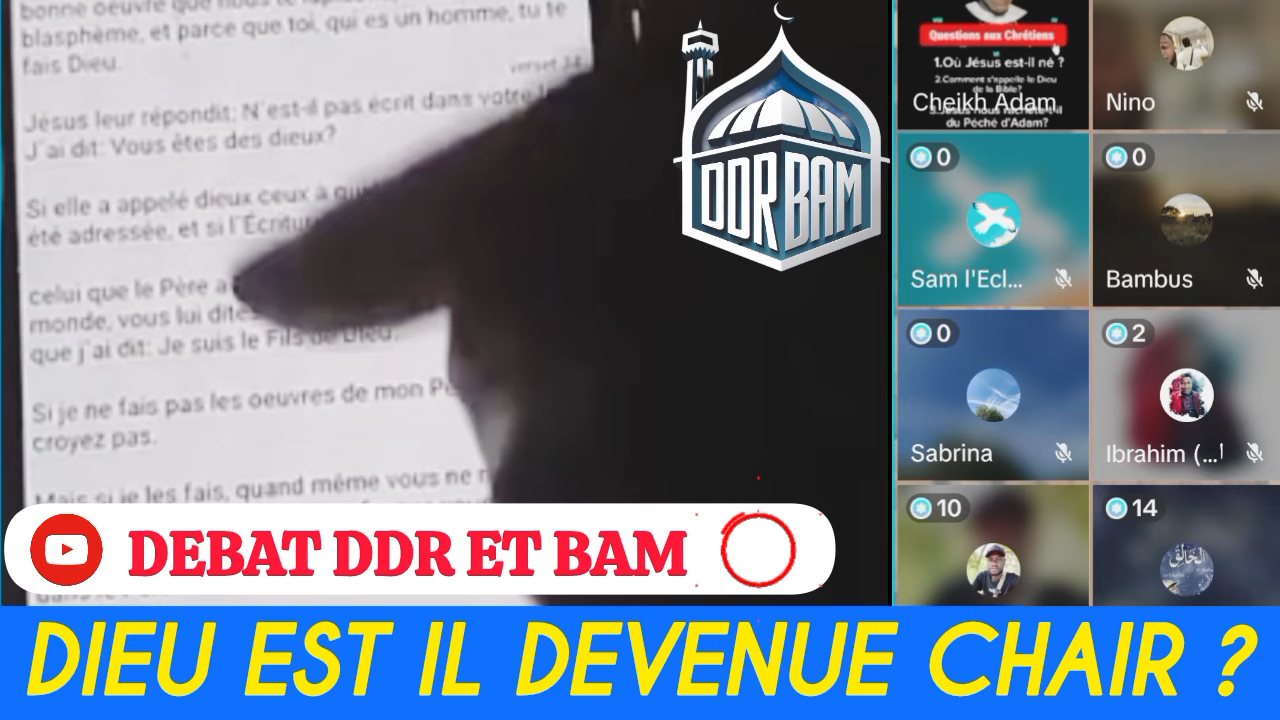 bonne oeuvre que nous te
blasphème, et parce que toi, qui es un homme, tu te
fais Dieu.
verset 34
Jésus leur répondit: N'est-il pas écrit dans votre
J'ai dit: Vous êtes des dieux?
Si elle a appelé dieux ceux à qui
été adressée, et si l'Écriture
celui que le Père a
monde, vous lui dites
que j'ai dit: Je suis le Fils de Dieu.
Si je ne fais pas les oeuvres de mon Pè
croyez pas.
Mais si je les fais, quand même vous ne
DDR BAM
Questions aux Chrétiens
1.Où Jésus est-il né ?
2.Comment s'appelle le Dieu
de la Bible?
Cheikh Adam
du Péché d'Adam?
Nino
0
Sam l'Ecl...
0
Bambus
0
Sabrina
2
Ibrahim (...
10
14
الخالق
DEBAT DDR ET BAM
DIEU EST IL DEVENUE CHAIR ?